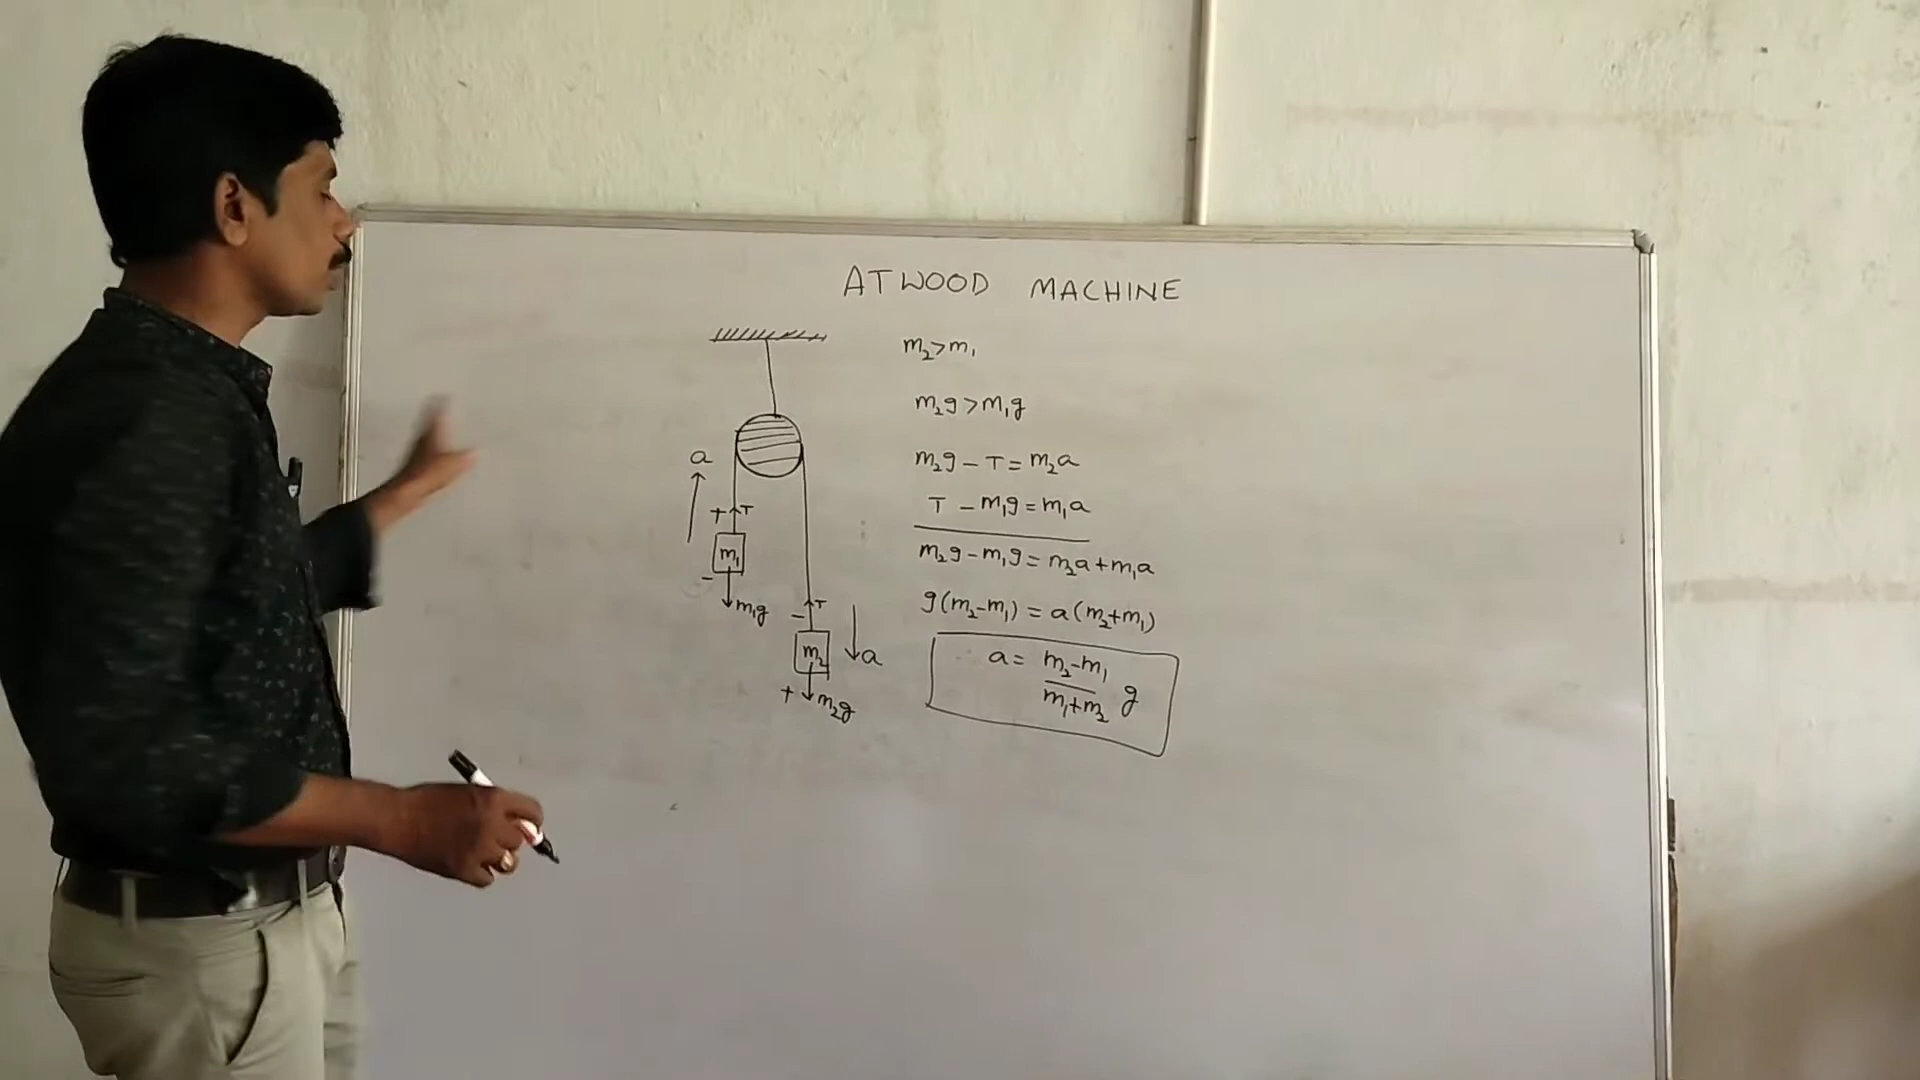 ATWOOD MACHINE
m₂>m₁
m₂g>m₁g
m₂g-T=m₂a
T-m₁g=m₁a
m₂g-m₁g=m₂a+m₁a
g(m₂-m₁)=a(m₂+m₁)
a= m₂-m₁
m₁+m₂ g
a
+ T
m₁
-
m₁g
T
-
m₂
a
+ m₂g